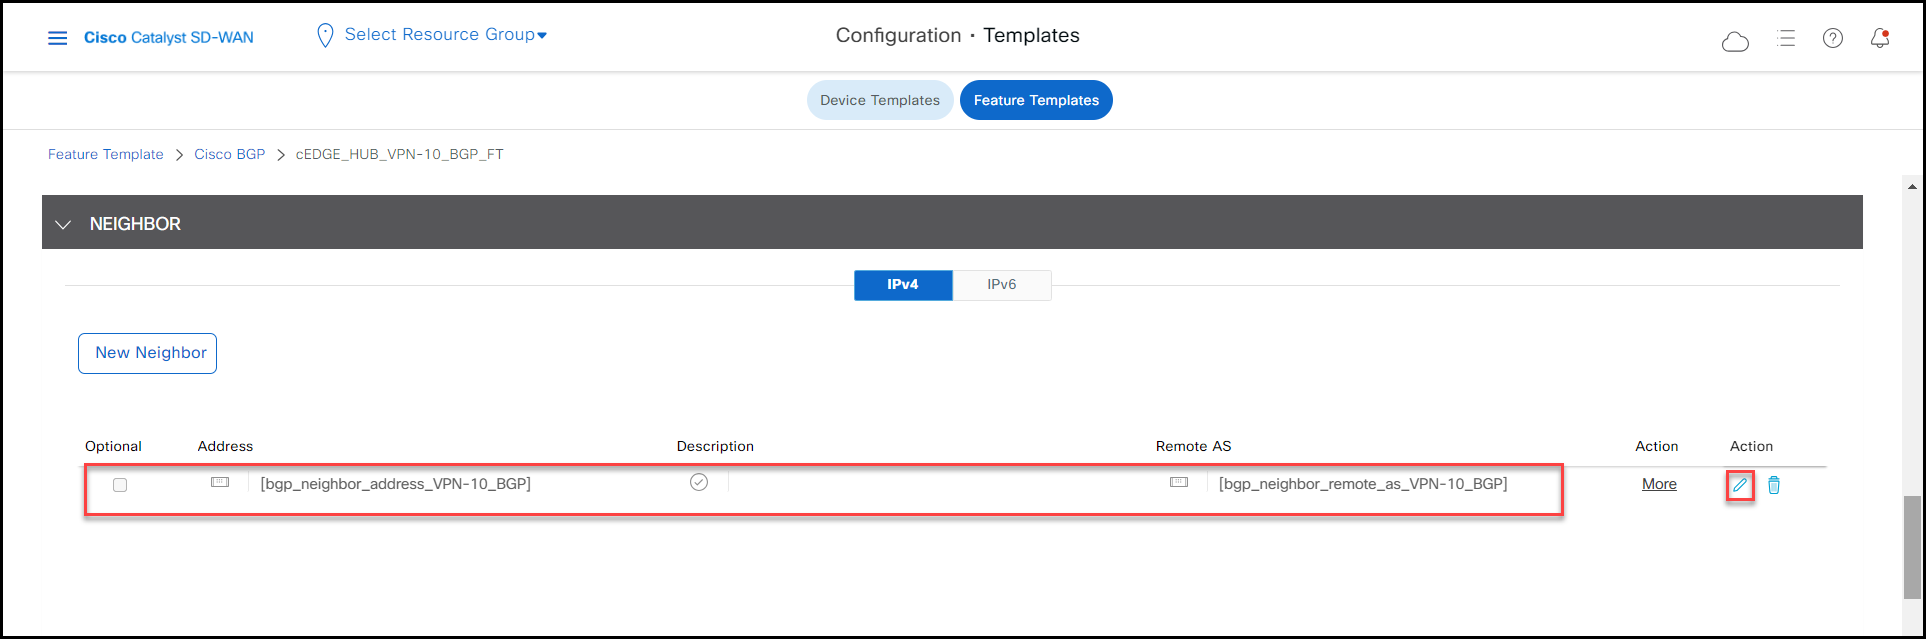 Cisco Catalyst SD-WAN
Select Resource Group
Configuration · Templates
Device Templates
Feature Templates
Feature Template > Cisco BGP > cEDGE_HUB_VPN-10_BGP_FT
NEIGHBOR
IPv4
IPv6
New Neighbor
Optional Address Description Remote AS Action Action
[bgp_neighbor_address_VPN-10_BGP] [bgp_neighbor_remote_as_VPN-10_BGP] More